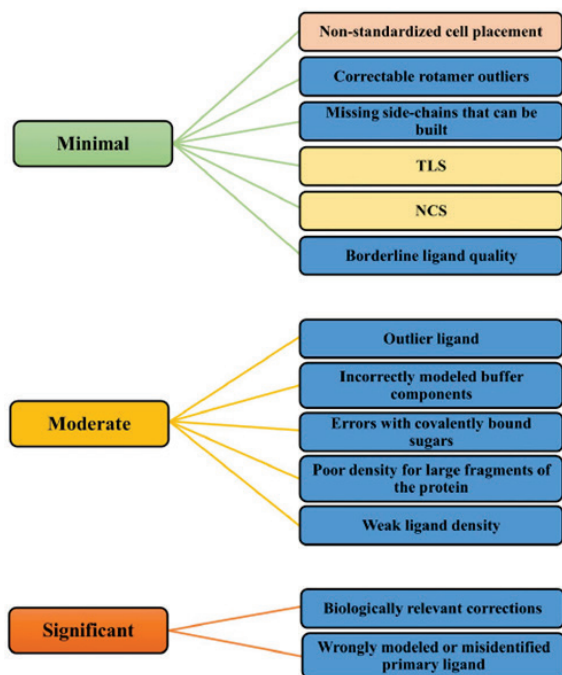 Non-standardized cell placement
Correctable rotamer outliers
Missing side-chains that can be
built
Minimal
TLS
NCS
Borderline ligand quality
Outlier ligand
Incorrectly modeled buffer
components
Moderate
Errors with covalently bound
sugars
Poor density for large fragments of
the protein
Weak ligand density
Biologically relevant corrections
Significant
Wrongly modeled or misidentified
primary ligand